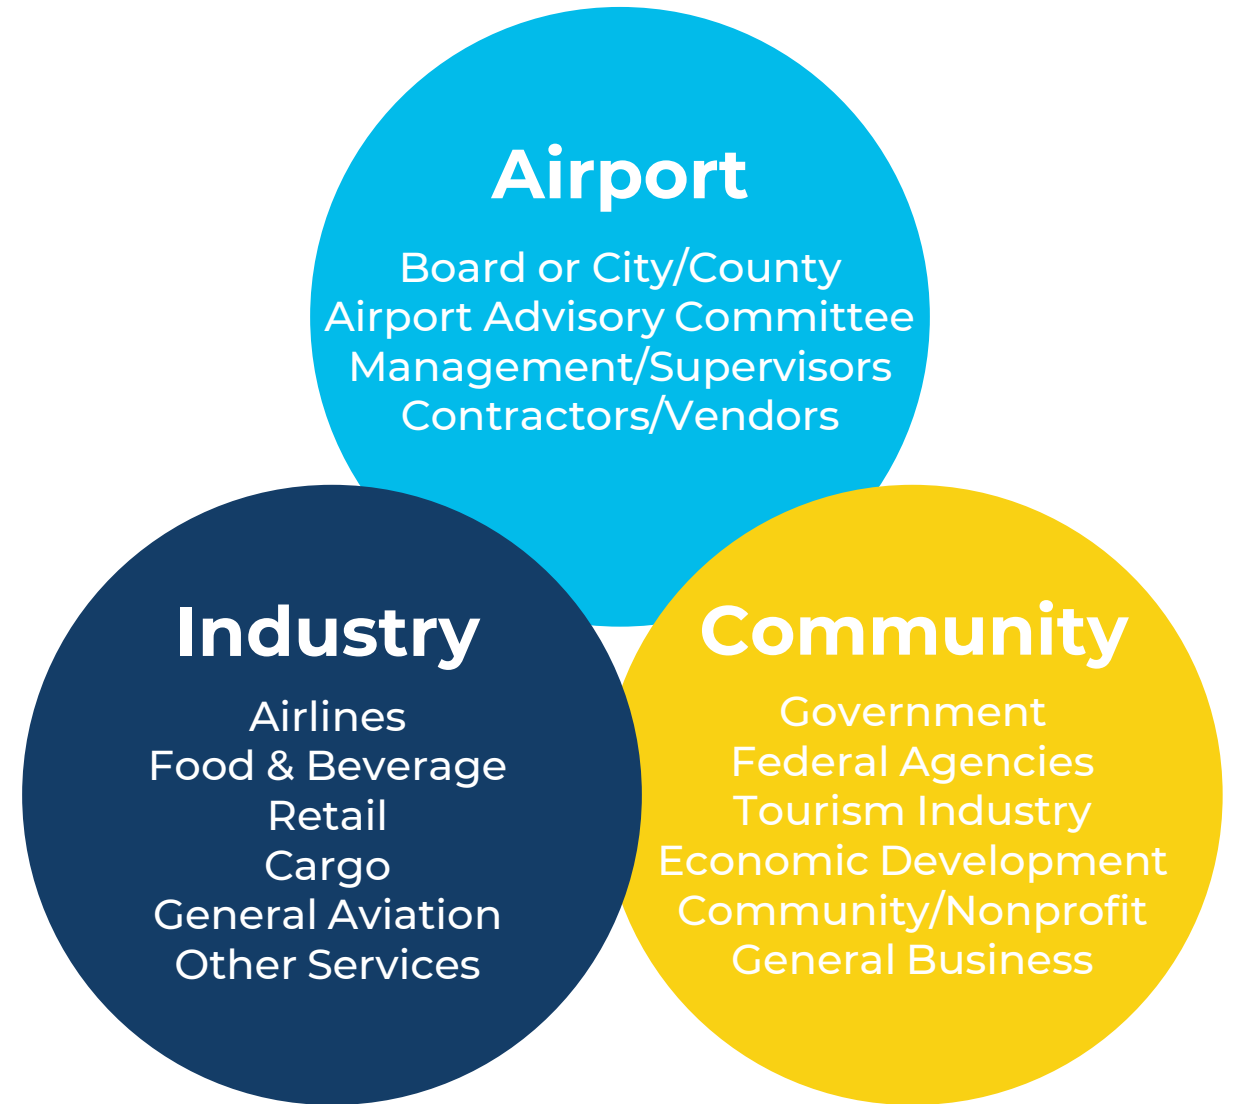 Airport
Board or City/County
Airport Advisory Committee
Management/Supervisors
Contractors/Vendors
Industry
Airlines
Food & Beverage
Retail
Cargo
General Aviation
Other Services
Community
Government
Federal Agencies
Tourism Industry
Economic Development
Community/Nonprofit
General Business